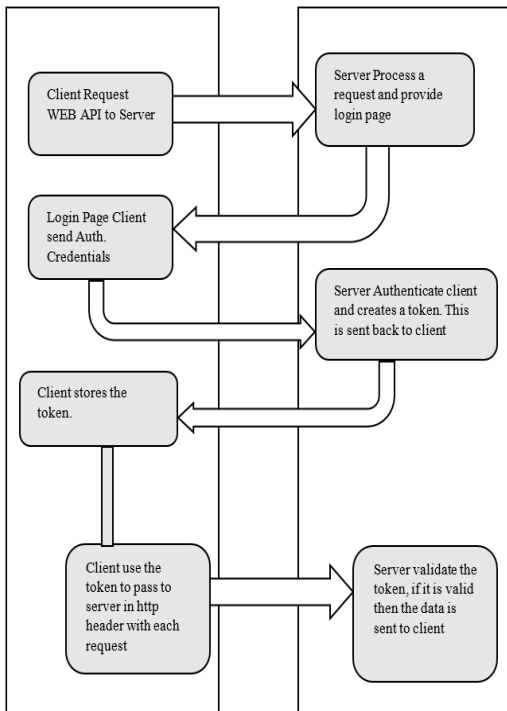 Client Request
WEB API to Server
Server Process a
request and provide
login page
Login Page Client
send Auth.
Credentials
Server Authenticate client
and creates a token. This
is sent back to client
Client stores the
token.
Client use the
token to pass to
server in http
header with each
request
Server validate the
token, if it is valid
then the data is
sent to client